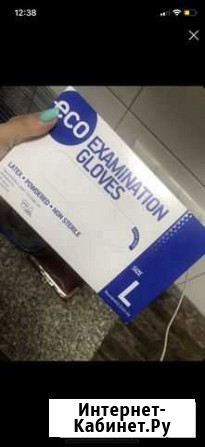 12:38
eco
EXAMINATION
GLOVES
LATEX • POWDERED • NON STERILE
SIZE
L
Интернет-
Кабинет.Ру